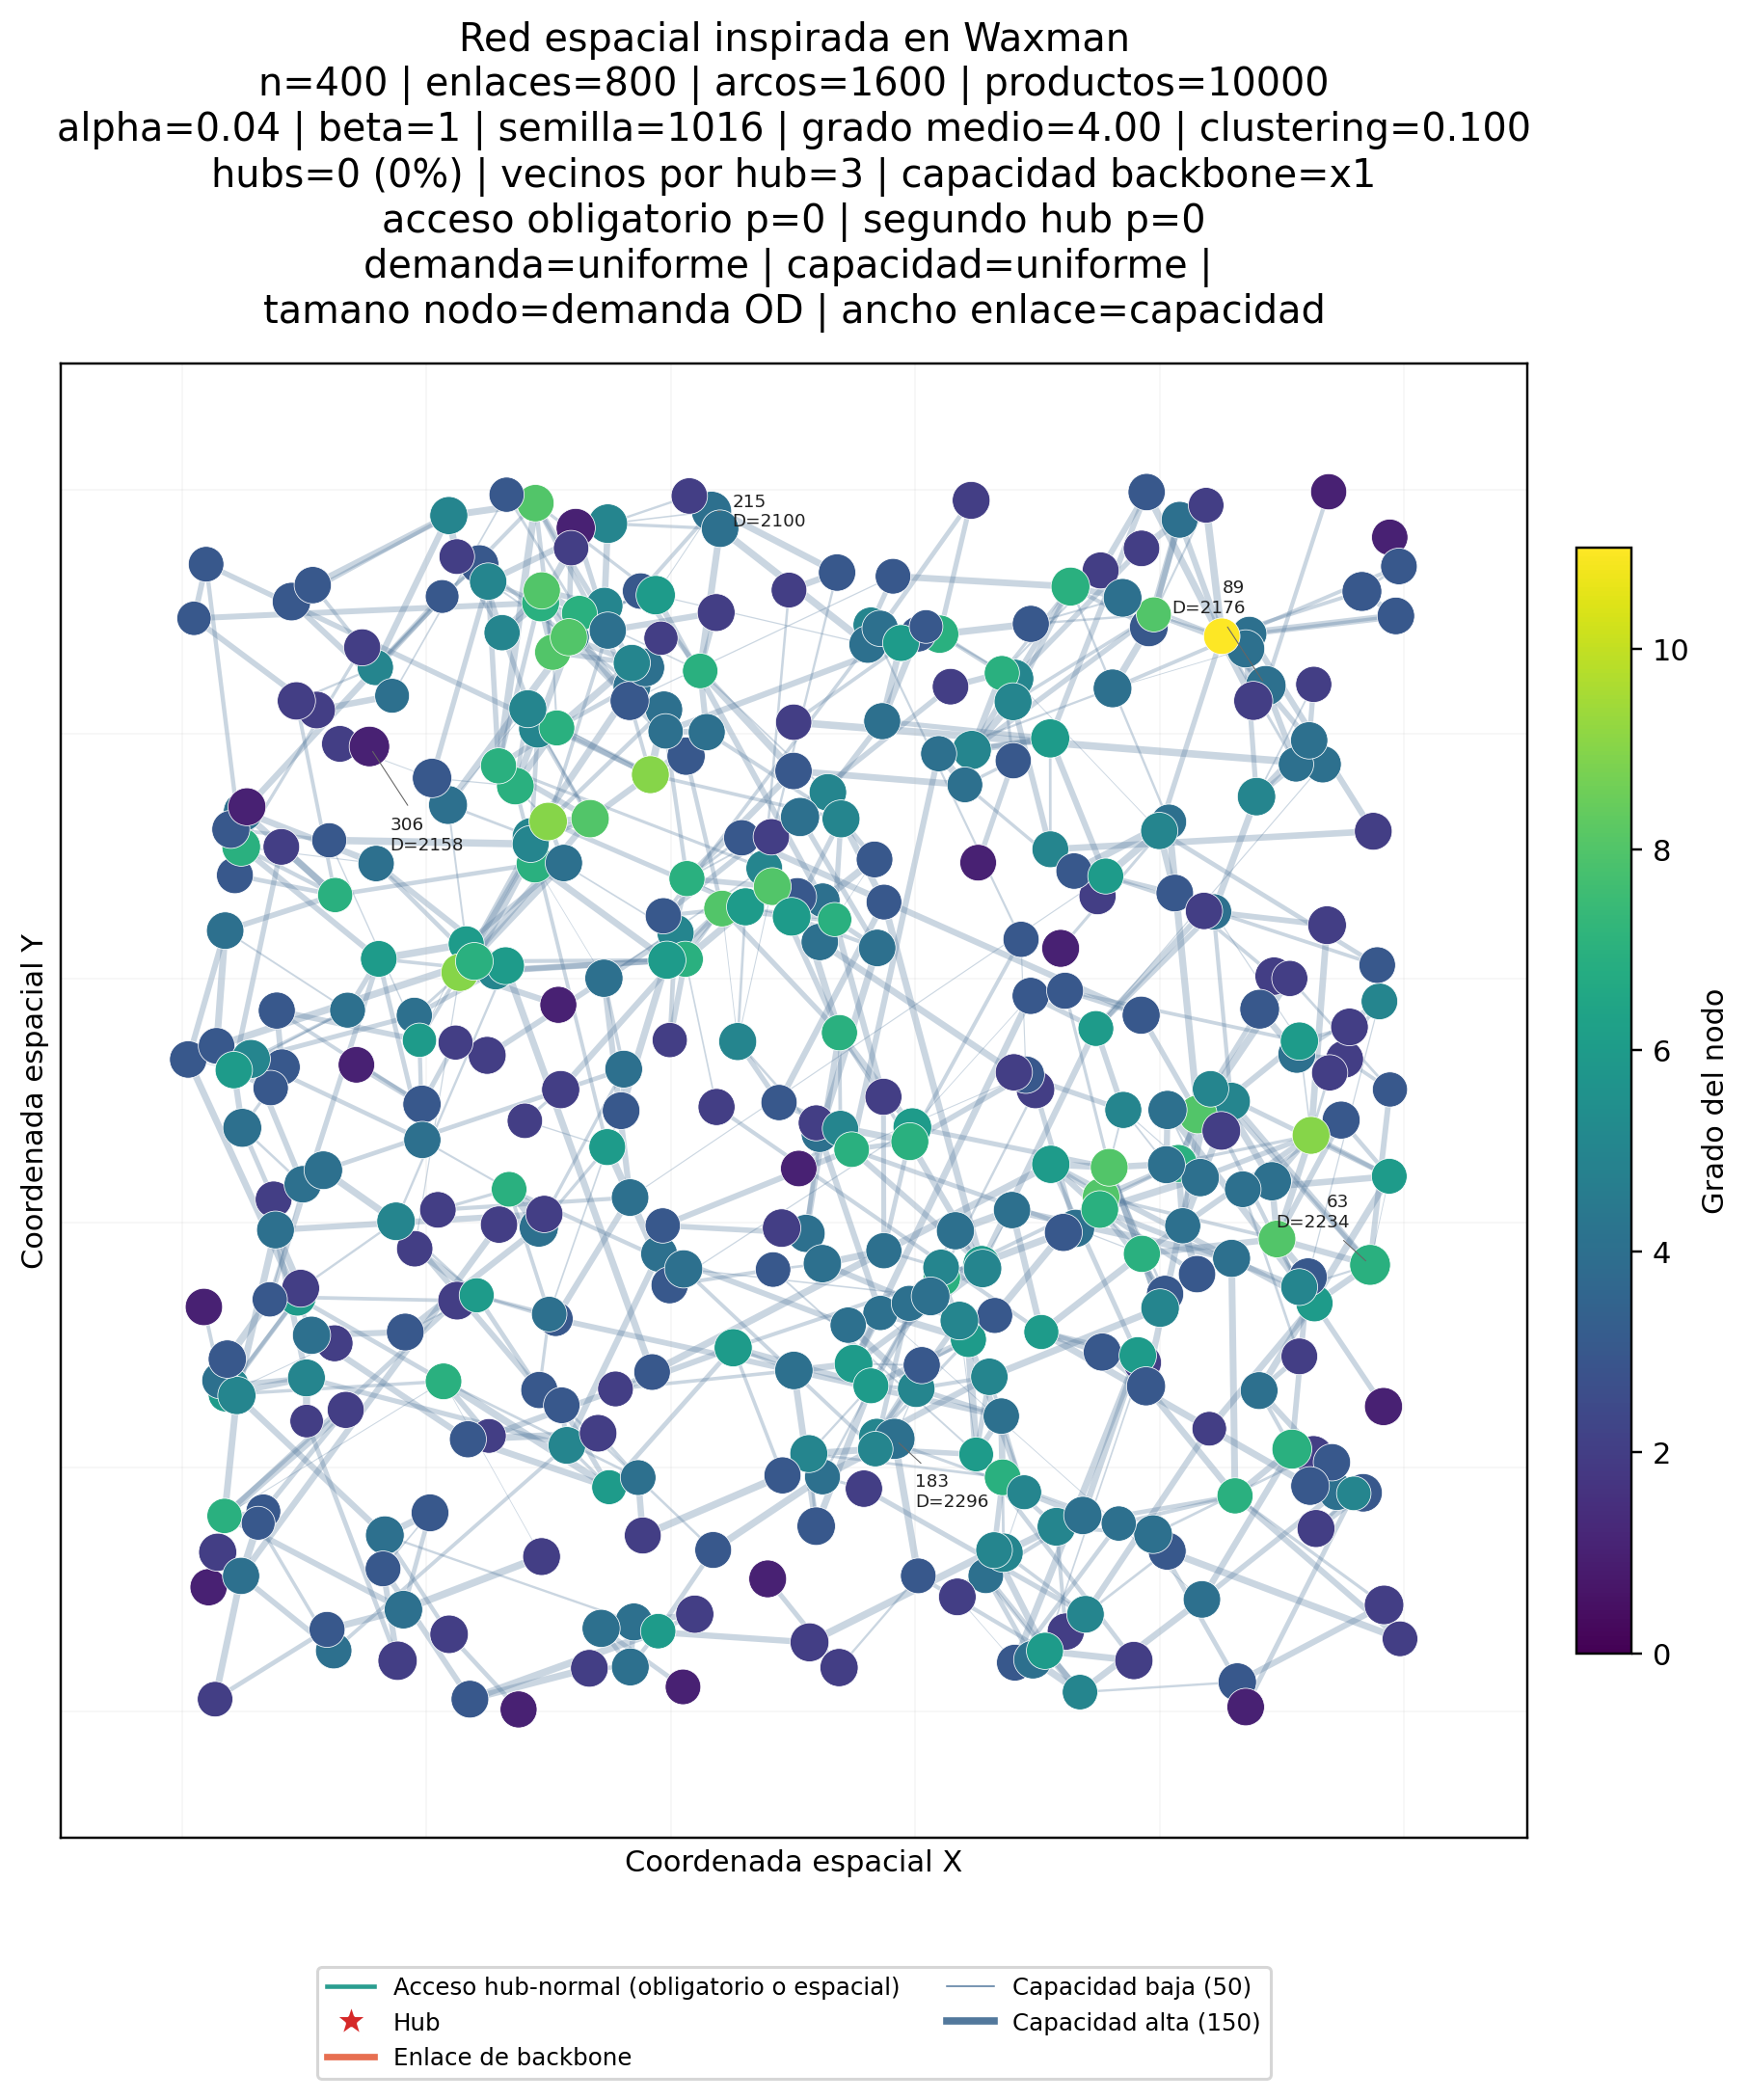 Red espacial inspirada en Waxman
n=400 | enlaces=800 | arcos=1600 | productos=10000
alpha=0.04 | beta=1 | semilla=1016 | grado medio=4.00 | clustering=0.100
hubs=0 (0%) | vecinos por hub=3 | capacidad backbone=x1
acceso obligatorio p=0 | segundo hub p=0
demanda=uniforme | capacidad=uniforme |
tamano nodo=demanda OD | ancho enlace=capacidad
215
D=2100
89
D=2176
306
D=2158
63
D=2234
183
D=2296
Coordenada espacial Y
Coordenada espacial X
10
8
6
4
2
0
Grado del nodo
Acceso hub-normal (obligatorio o espacial)
Hub
Enlace de backbone
Capacidad baja (50)
Capacidad alta (150)